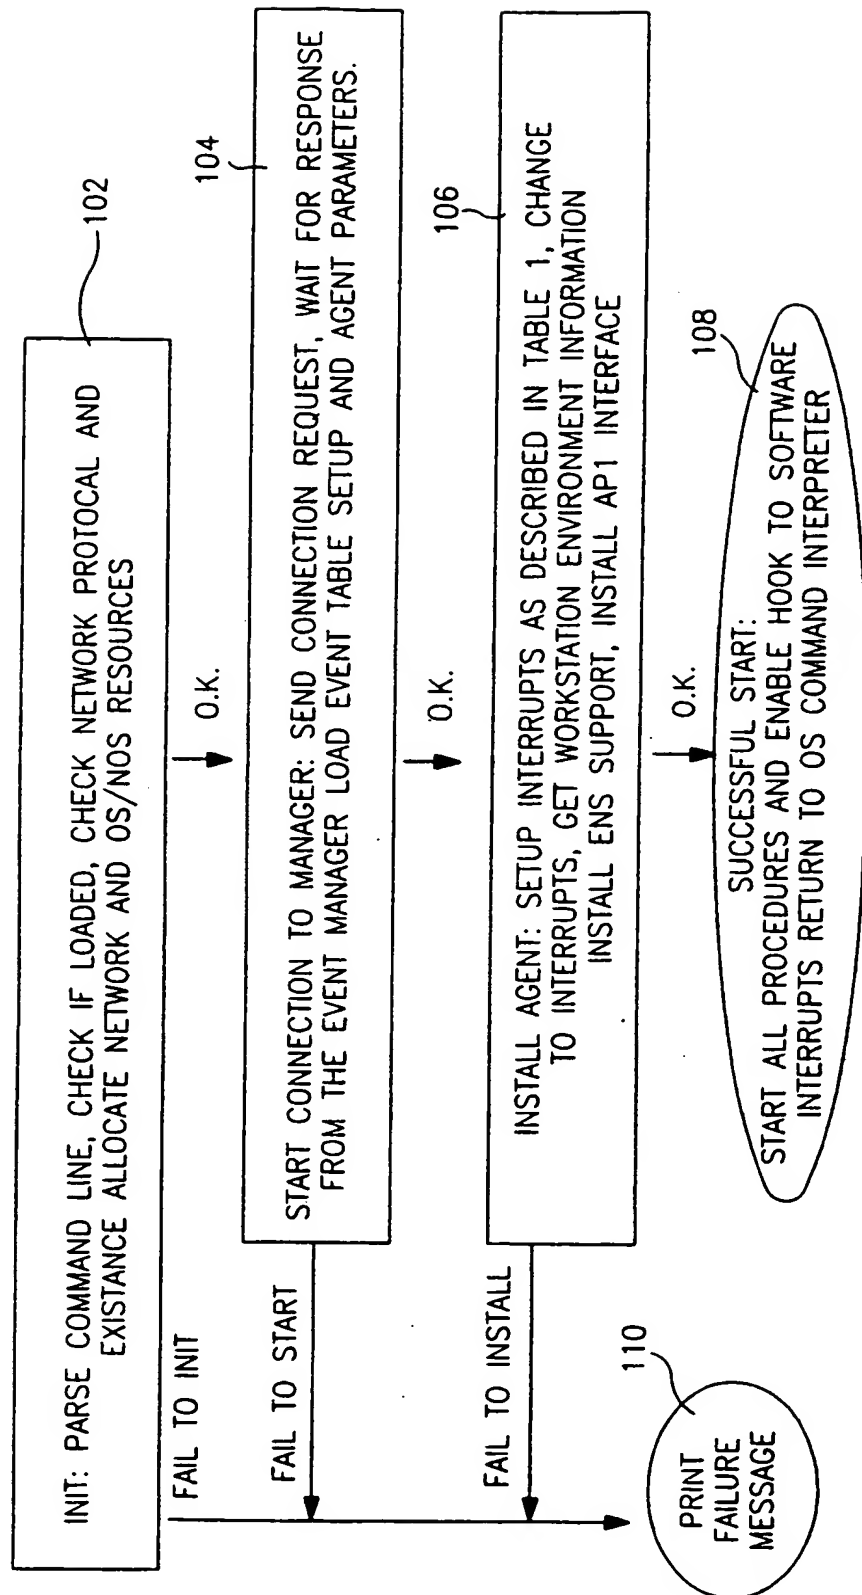 INIT: PARSE COMMAND LINE, CHECK IF LOADED, CHECK NETWORK PROTOCAL AND
EXISTANCE ALLOCATE NETWORK AND OS/NOS RESOURCES
102
FAIL TO INIT
O.K.
104
START CONNECTION TO MANAGER: SEND CONNECTION REQUEST, WAIT FOR RESPONSE
FROM THE EVENT MANAGER LOAD EVENT TABLE SETUP AND AGENT PARAMETERS.
FAIL TO START
O.K.
106
INSTALL AGENT: SETUP INTERRUPTS AS DESCRIBED IN TABLE 1, CHANGE
TO INTERRUPTS, GET WORKSTATION ENVIRONMENT INFORMATION
INSTALL ENS SUPPORT, INSTALL AP1 INTERFACE
FAIL TO INSTALL
O.K.
108
SUCCESSFUL START:
START ALL PROCEDURES AND ENABLE HOOK TO SOFTWARE
INTERRUPTS RETURN TO OS COMMAND INTERPRETER
110
PRINT
FAILURE
MESSAGE